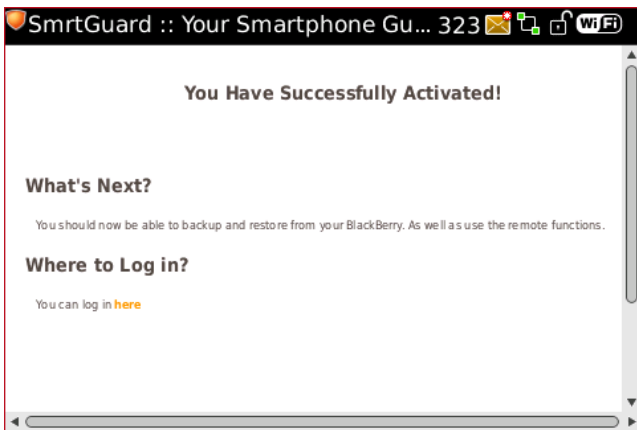 SmrtGuard :: Your Smartphone Gu... 323 WiFi
You Have Successfully Activated!
What's Next?
You should now be able to backup and restore from your BlackBerry. As well as use the remote functions.
Where to Log in?
You can log in here